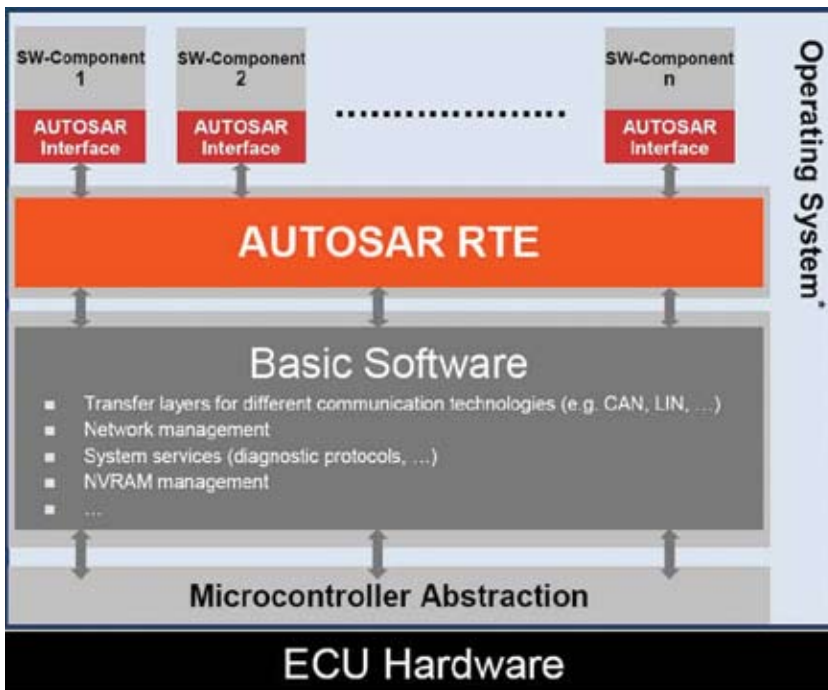 SW-Component
1
AUTOSAR
Interface
SW-Component
2
AUTOSAR
Interface
SW-Component
n
AUTOSAR
Interface
Operating System*
AUTOSAR RTE
Basic Software
Transfer layers for different communication technologies (e.g. CAN, LIN, …)
Network management
System services (diagnostic protocols, …)
NVRAM management
…
Microcontroller Abstraction
ECU Hardware